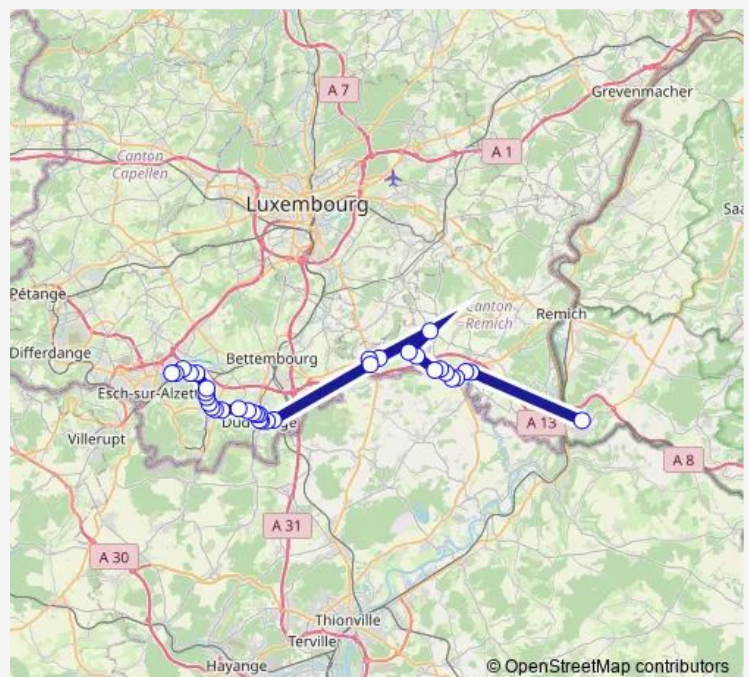 A 7
Grevenmacher
A 1
Canton
Capellen
Luxembourg
Saa
Pétange
Canton
Remich
Remich
Differdange
Bettembourg
Esch-sur-Alzett
Villerupt
A 13
A 8
A 31
A 30
Thionville
Terville
Hayange
© OpenStreetMap contributors